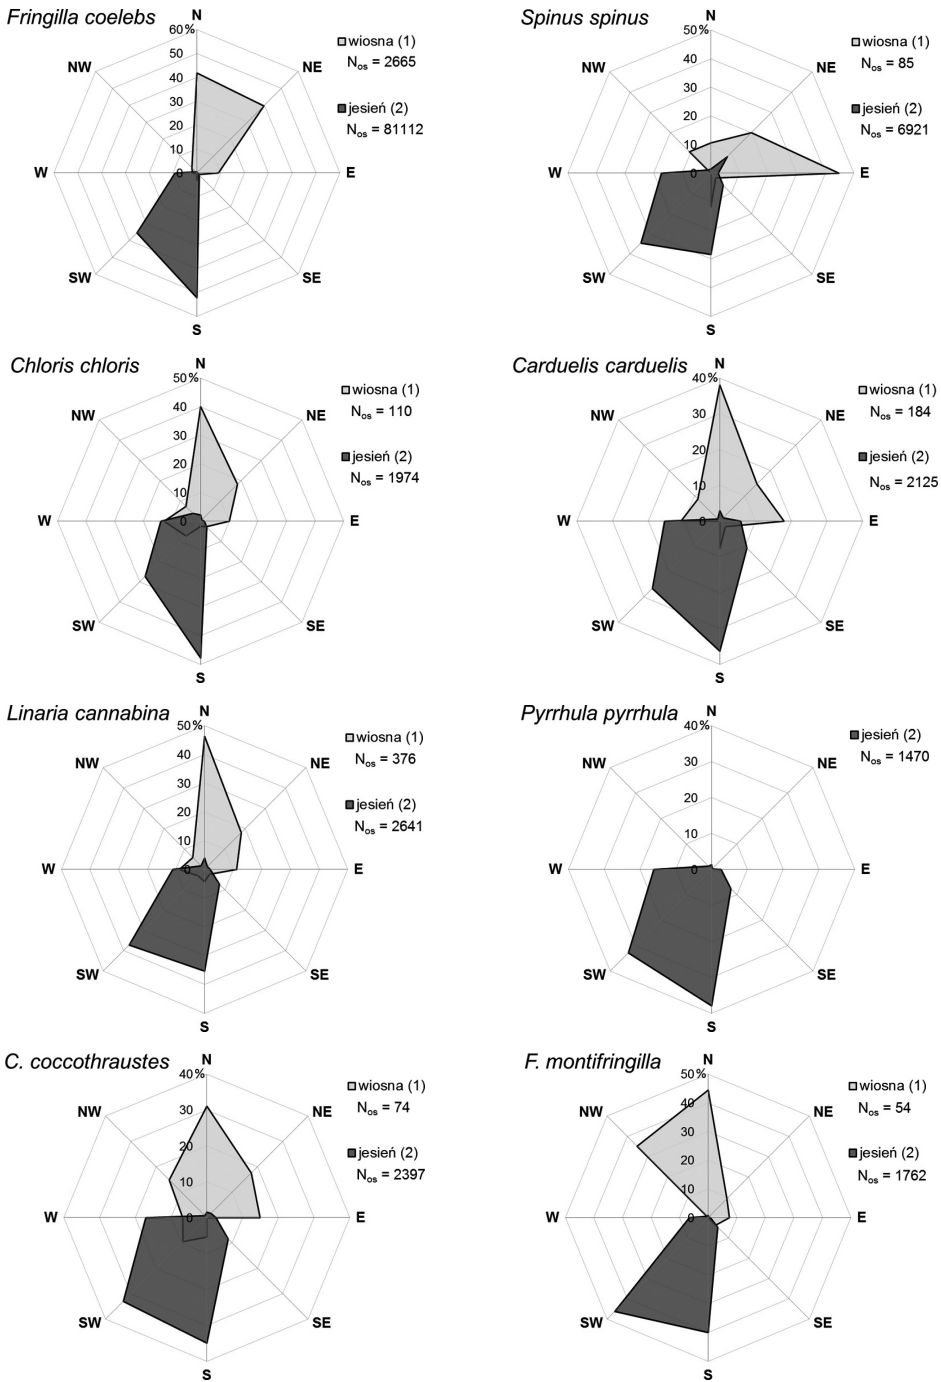 Fringilla coelebs
N
60%
50
40
30
20
10
0
NW
NE
W
E
SW
SE
S
wiosna (1)
Nos = 2665
jesień (2)
Nos = 81112
Spinus spinus
N
50%
40
30
20
10
0
NW
NE
W
E
SW
SE
S
wiosna (1)
Nos = 85
jesień (2)
Nos = 6921
Chloris chloris
N
50%
40
30
20
10
0
NW
NE
W
E
SW
SE
S
wiosna (1)
Nos = 110
jesień (2)
Nos = 1974
Carduelis carduelis
N
40%
30
20
10
0
NW
NE
W
E
SW
SE
S
wiosna (1)
Nos = 184
jesień (2)
Nos = 2125
Linaria cannabina
N
50%
40
30
20
10
0
NW
NE
W
E
SW
SE
S
wiosna (1)
Nos = 376
jesień (2)
Nos = 2641
Pyrrhula pyrrhula
N
40%
30
20
10
0
NW
NE
W
E
SW
SE
S
jesień (2)
Nos = 1470
C. coccothraustes
N
40%
30
20
10
0
NW
NE
W
E
SW
SE
S
wiosna (1)
Nos = 74
jesień (2)
Nos = 2397
F. montifringilla
N
50%
40
30
20
10
0
NW
NE
W
E
SW
SE
S
wiosna (1)
Nos = 54
jesień (2)
Nos = 1762